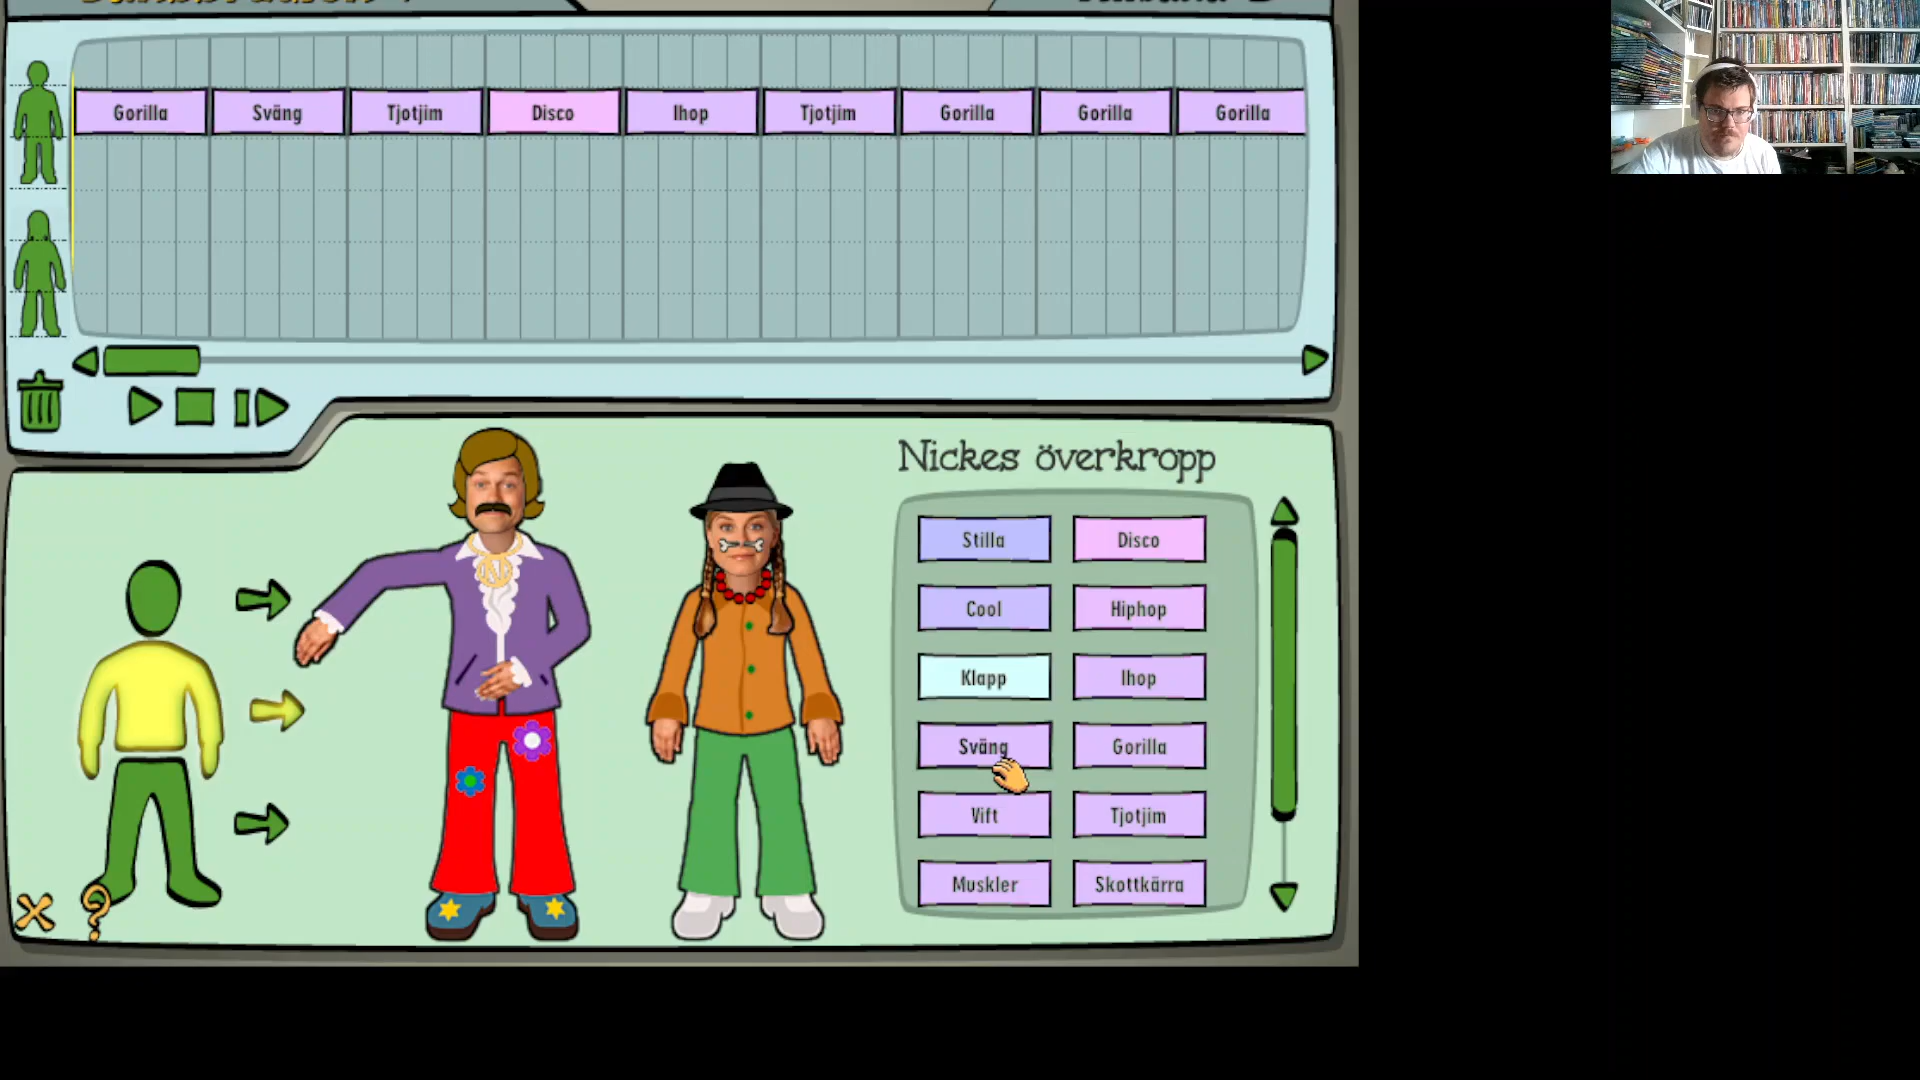 Gorilla Sväng Tjotjim Disco Ihop Tjotjim Gorilla Gorilla Gorilla
Nickes överkropp
Stilla Disco
Cool Hiphop
Klapp Ihop
Sväng Gorilla
Vift Tjotjim
Muskler Skottkärra